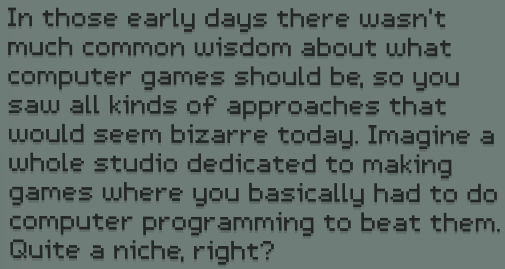 In those early days there wasn't
much common wisdom about what
computer games should be, so you
saw all kinds of approaches that
would seem bizarre today. Imagine a
whole studio dedicated to making
games where you basically had to do
computer programming to beat them.
Quite a niche, right?